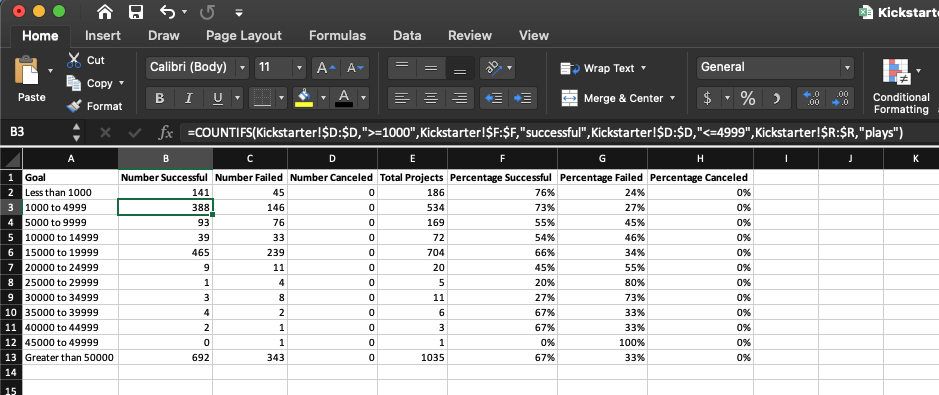 Kickstart
Home Insert Draw Page Layout Formulas Data Review View
Paste
Cut
Copy
Format
Calibri (Body) 11 A A
B I U A
ab
Wrap Text
Merge & Center
General
$ % .00 .00
Conditional
Formatting
B3 fx =COUNTIFS(Kickstarter!$D:$D,">=1000",Kickstarter!$F:$F,"successful",Kickstarter!$D:$D,"<=4999",Kickstarter!$R:$R,"plays")
A B C D E F G H I J K
1 Goal Number Successful Number Failed Number Canceled Total Projects Percentage Successful Percentage Failed Percentage Canceled
2 Less than 1000 141 45 0 186 76% 24% 0%
3 1000 to 4999 388 146 0 534 73% 27% 0%
4 5000 to 9999 93 76 0 169 55% 45% 0%
5 10000 to 14999 39 33 0 72 54% 46% 0%
6 15000 to 19999 465 239 0 704 66% 34% 0%
7 20000 to 24999 9 11 0 20 45% 55% 0%
8 25000 to 29999 1 4 0 5 20% 80% 0%
9 30000 to 34999 3 8 0 11 27% 73% 0%
10 35000 to 39999 4 2 0 6 67% 33% 0%
11 40000 to 44999 2 1 0 3 67% 33% 0%
12 45000 to 49999 0 1 0 1 0% 100% 0%
13 Greater than 50000 692 343 0 1035 67% 33% 0%
14
15